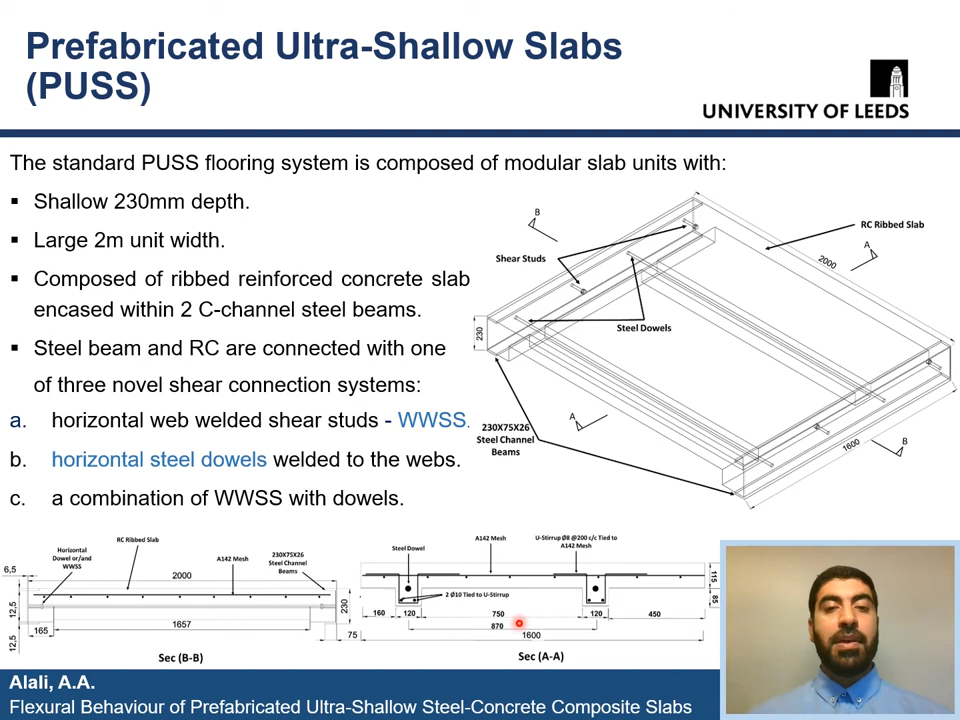 Prefabricated Ultra-Shallow Slabs
(PUSS)
UNIVERSITY OF LEEDS
The standard PUSS flooring system is composed of modular slab units with:
▪ Shallow 230mm depth.
▪ Large 2m unit width.
▪ Composed of ribbed reinforced concrete slab
encased within 2 C-channel steel beams.
▪ Steel beam and RC are connected with one
of three novel shear connection systems:
a. horizontal web welded shear studs - WWSS.
b. horizontal steel dowels welded to the webs.
c. a combination of WWSS with dowels.
B
RC Ribbed Slab
A
Shear Studs
2000
230
Steel Dowels
A
230X75X26
Steel Channel
Beams
1600
B
RC Ribbed Slab
Horizontal
Dowel or/and
WWSS
A142 Mesh
230X75X26
Steel Channel
Beams
6,5
2000
12,5
230
165
1657
12,5
75
Sec (B-B)
A142 Mesh
U-Stirrup Ø8 @200 c/c Tied to
A142 Mesh
Steel Dowel
115
2 Ø10 Tied to U-Stirrup
85
160
120
750
120
450
870
1600
Sec (A-A)
Alali, A.A.
Flexural Behaviour of Prefabricated Ultra-Shallow Steel-Concrete Composite Slabs